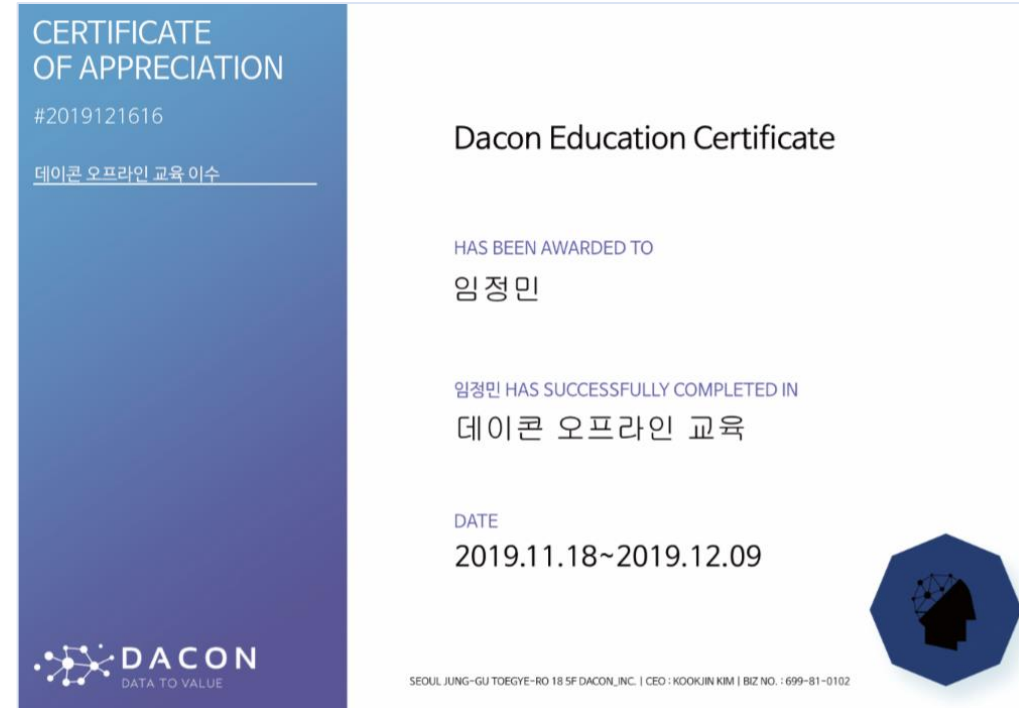 CERTIFICATE
OF APPRECIATION
#2019121616
데이콘 오프라인 교육 이수
DACON
DATA TO VALUE
Dacon Education Certificate
HAS BEEN AWARDED TO
임정민
임정민 HAS SUCCESSFULLY COMPLETED IN
데이콘 오프라인 교육
DATE
2019.11.18~2019.12.09
SEOUL JUNG-GU TOEGYE-RO 18 5F DACON_INC. | CEO : KOOKJIN KIM | BIZ NO. : 699-81-0102